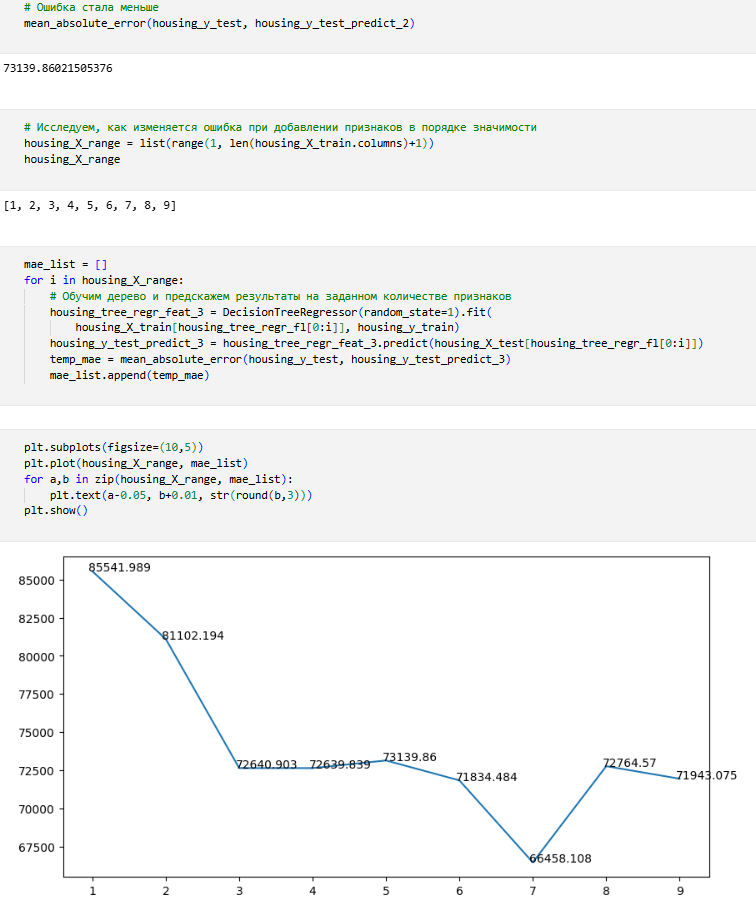 # Ошибка стала меньше
mean_absolute_error(housing_y_test, housing_y_test_predict_2)
73139.86021505376
# Исследуем, как изменяется ошибка при добавлении признаков в порядке значимости
housing_X_range = list(range(1, len(housing_X_train.columns)+1))
housing_X_range
[1, 2, 3, 4, 5, 6, 7, 8, 9]
mae_list = []
for i in housing_X_range:
    # Обучим дерево и предскажем результаты на заданном количестве признаков
    housing_tree_regr_feat_3 = DecisionTreeRegressor(random_state=1).fit(
        housing_X_train[housing_tree_regr_fl[0:i]], housing_y_train)
    housing_y_test_predict_3 = housing_tree_regr_feat_3.predict(housing_X_test[housing_tree_regr_fl[0:i]])
    temp_mae = mean_absolute_error(housing_y_test, housing_y_test_predict_3)
    mae_list.append(temp_mae)
plt.subplots(figsize=(10,5))
plt.plot(housing_X_range, mae_list)
for a,b in zip(housing_X_range, mae_list):
    plt.text(a-0.05, b+0.01, str(round(b,3)))
plt.show()
85541.989
85000
82500
81102.194
80000
77500
75000
73139.86
72640.903 72639.839
72764.57
72500
71834.484
71943.075
70000
67500
66458.108
1 2 3 4 5 6 7 8 9